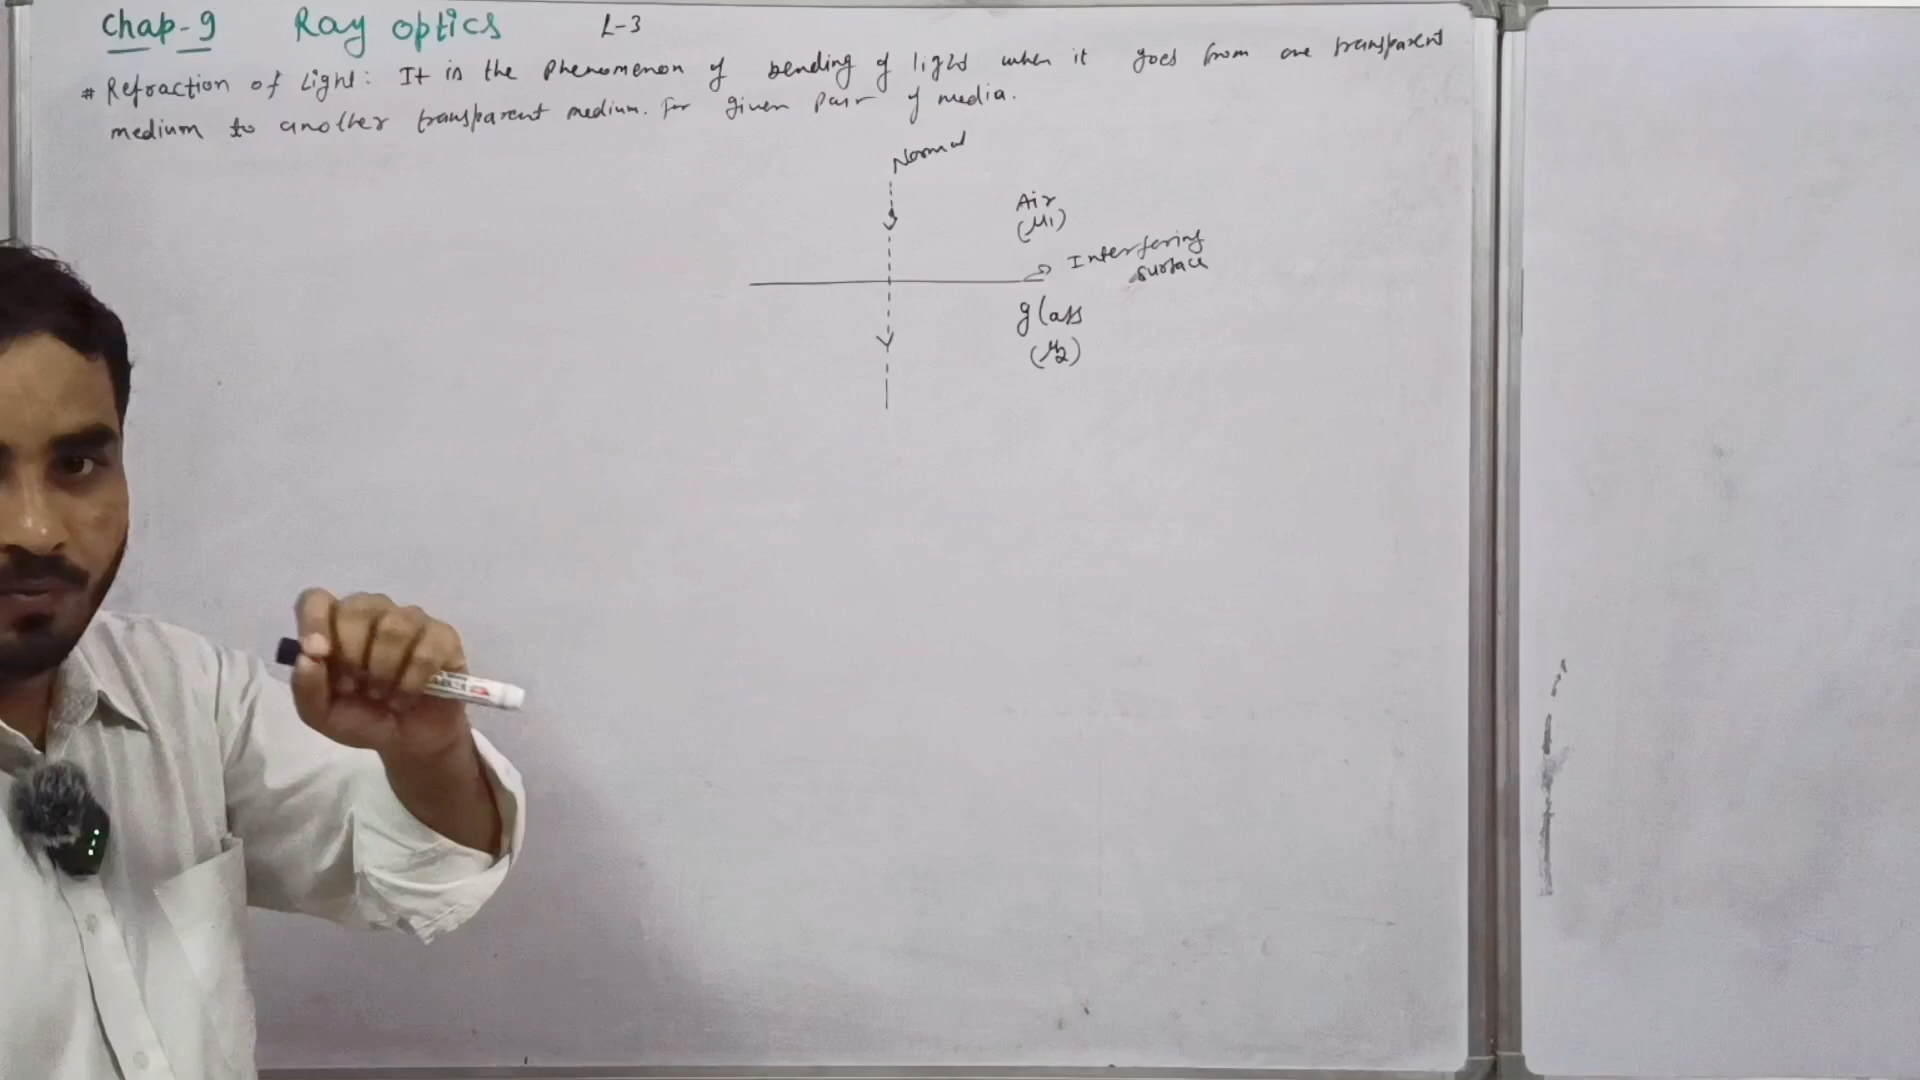 Chap-9 Ray optics L-3
# Refraction of Light: It is the Phenomenon of bending of light when it goes from one transparent
medium to another transparent medium. For given Pair of media.
Normal
Air
(μ1)
Interfering
surface
glass
(μ2)